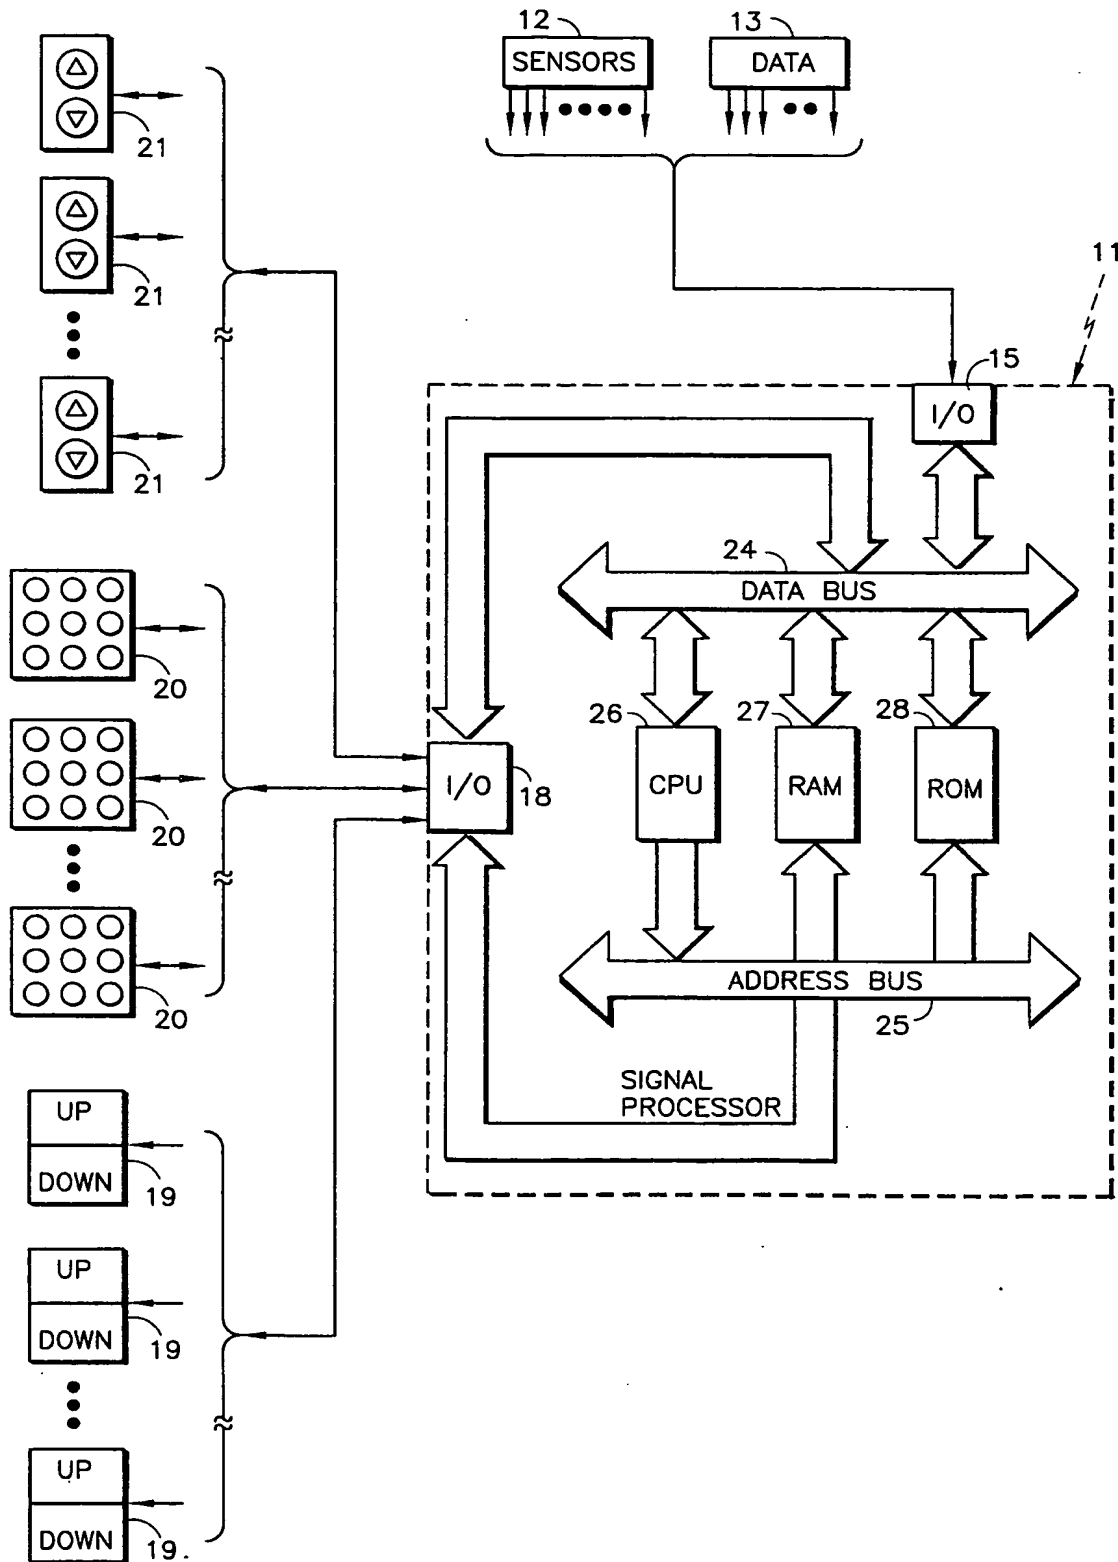 12
13
SENSORS
DATA
21
21
21
11
15
I/O
24
DATA BUS
20
26
27
28
I/O
18
CPU
RAM
ROM
20
20
ADDRESS BUS
25
SIGNAL
PROCESSOR
UP
DOWN
19
UP
DOWN
19
UP
DOWN
19.